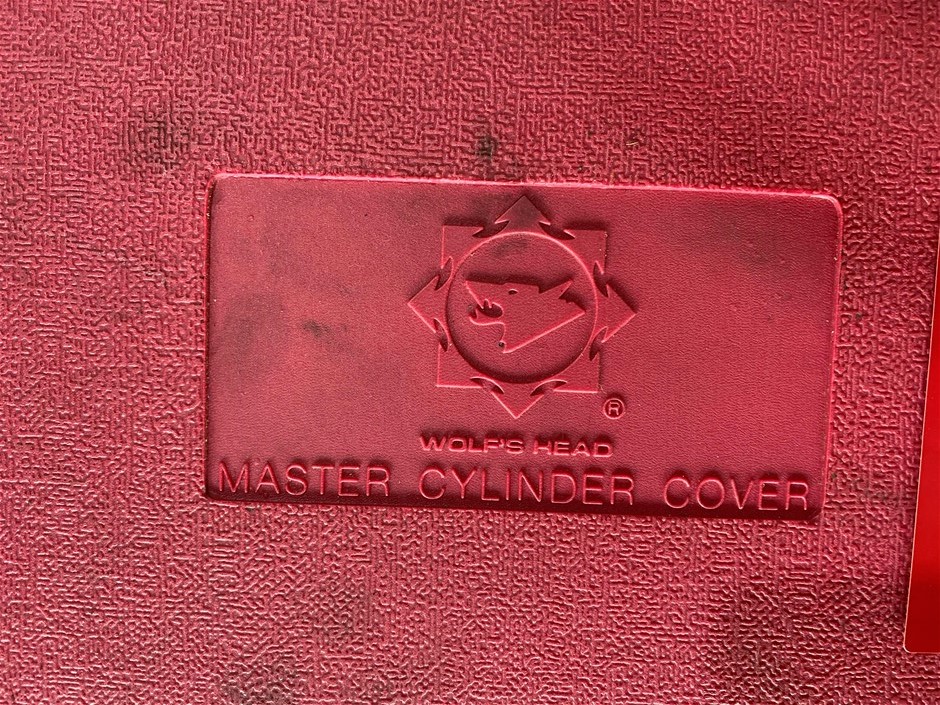 ®
WOLF'S HEAD
MASTER CYLINDER COVER